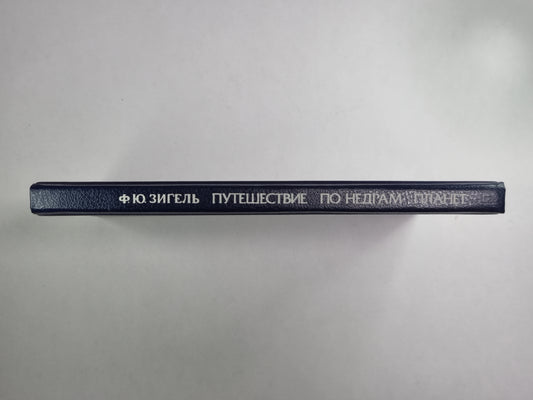 Ф Ю. ЗИГЕЛЬ ПУТЕШЕСТВИЕ ПО НЕДРАМ ПЛАНЕТ